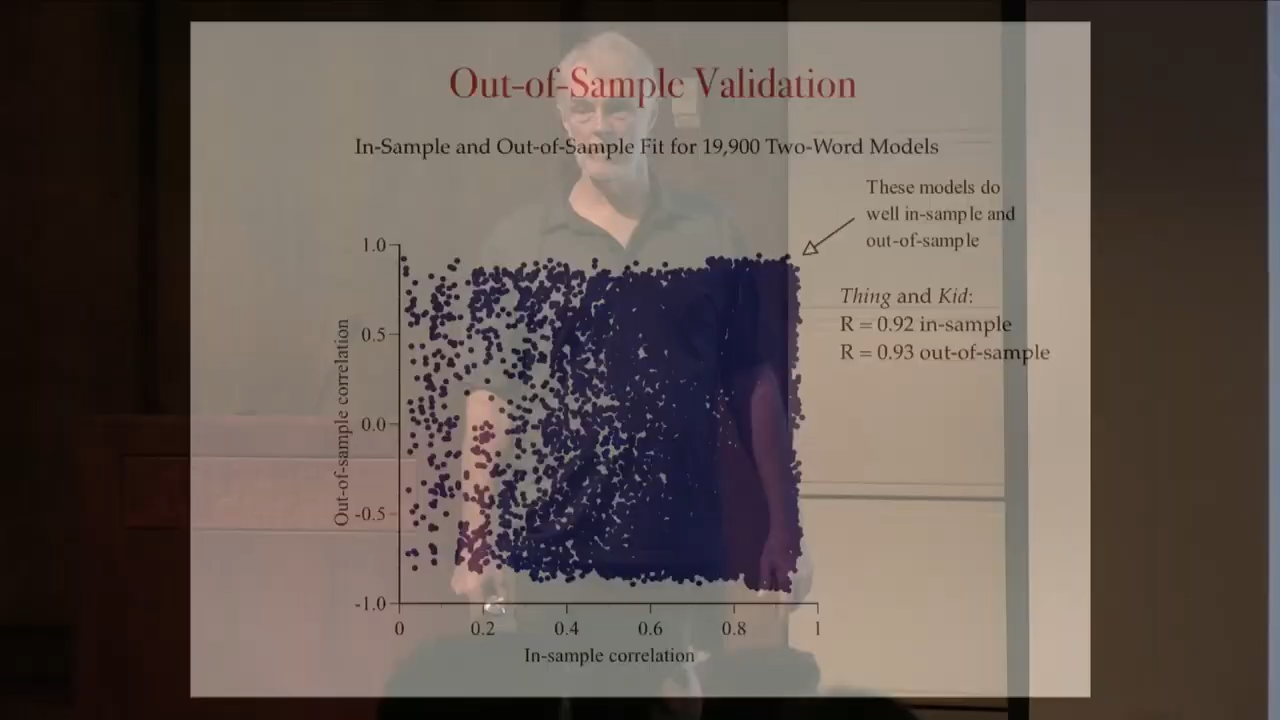 Out-of-Sample Validation
In-Sample and Out-of-Sample Fit for 19,900 Two-Word Models
These models do
well in-sample and
out-of-sample
Thing and Kid:
R = 0.92 in-sample
R = 0.93 out-of-sample
1.0
0.5
0.0
-0.5
-1.0
Out-of-sample correlation
0 0.2 0.4 0.6 0.8 1
In-sample correlation